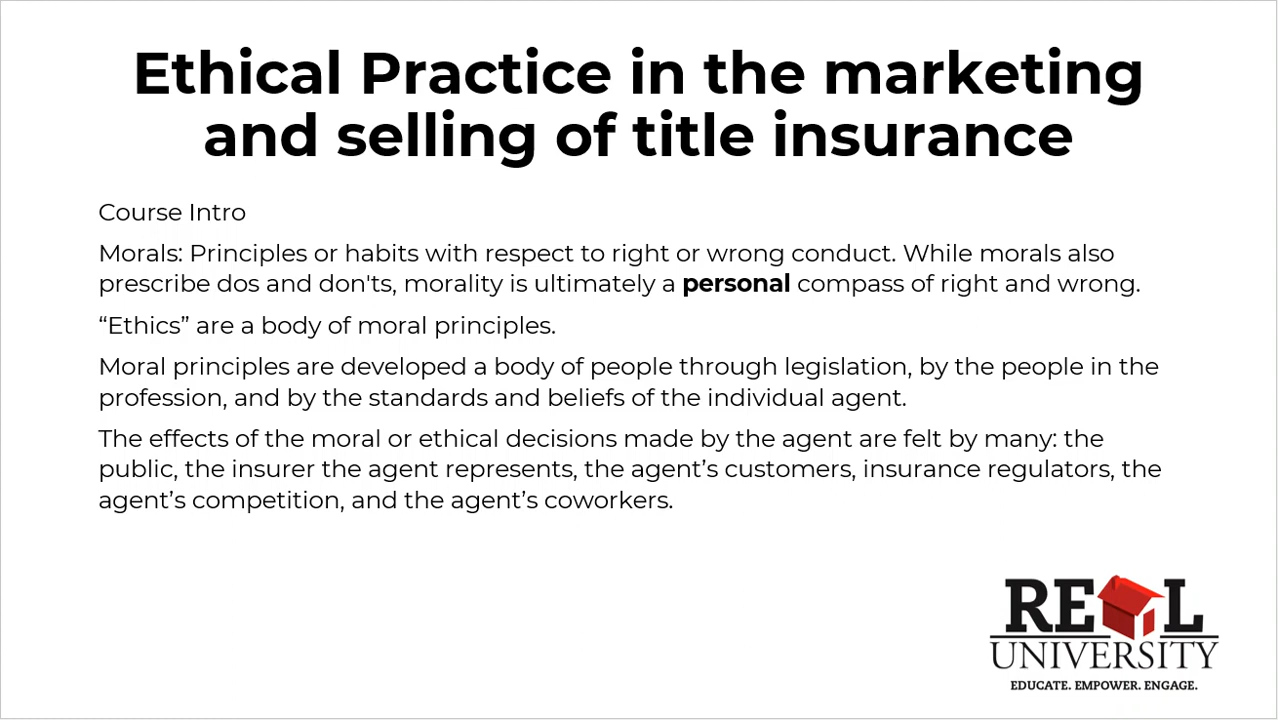 Ethical Practice in the marketing
and selling of title insurance
Course Intro
Morals: Principles or habits with respect to right or wrong conduct. While morals also
prescribe dos and don'ts, morality is ultimately a personal compass of right and wrong.
“Ethics” are a body of moral principles.
Moral principles are developed a body of people through legislation, by the people in the
profession, and by the standards and beliefs of the individual agent.
The effects of the moral or ethical decisions made by the agent are felt by many: the
public, the insurer the agent represents, the agent’s customers, insurance regulators, the
agent’s competition, and the agent’s coworkers.
REAL
UNIVERSITY
EDUCATE. EMPOWER. ENGAGE.